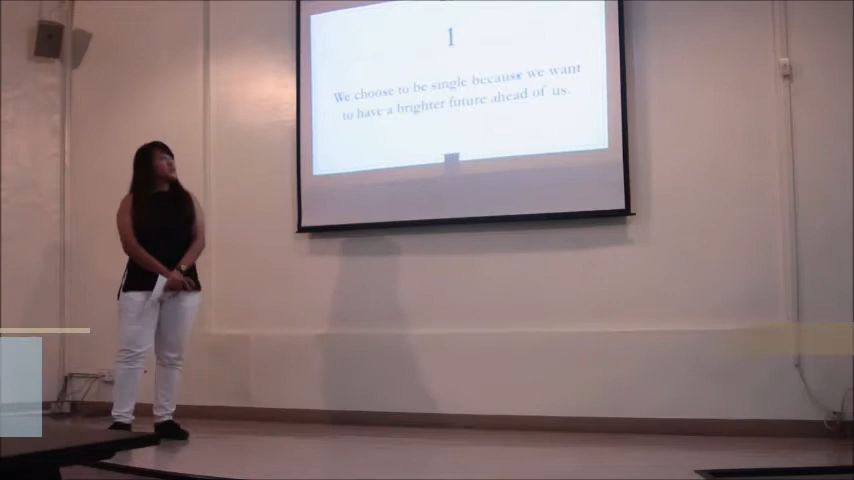 1
We choose to be single because we want
to have a brighter future ahead of us.